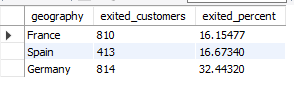 geography exited_customers exited_percent
France 810 16.15477
Spain 413 16.67340
Germany 814 32.44320